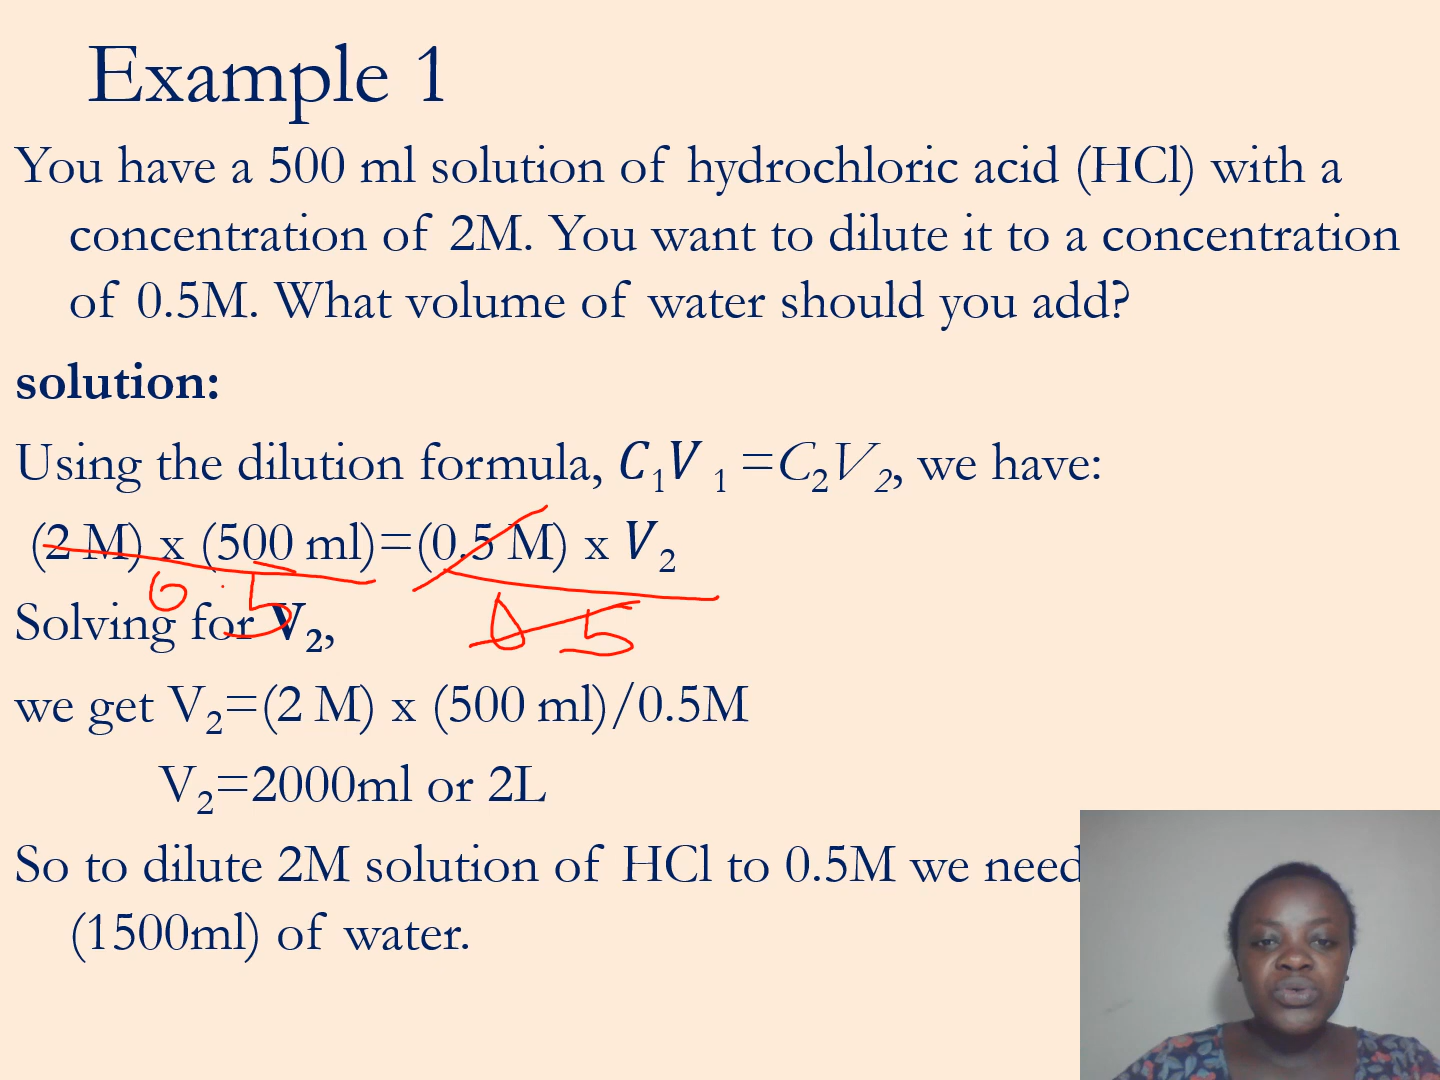 Example 1
You have a 500 ml solution of hydrochloric acid (HCl) with a
concentration of 2M. You want to dilute it to a concentration
of 0.5M. What volume of water should you add?
solution:
Using the dilution formula, C₁V₁=C₂V₂, we have:
(2 M) x (500 ml)=(0.5 M) x V₂
0.5
0.5
Solving for V₂,
we get V₂=(2 M) x (500 ml)/0.5M
V₂=2000ml or 2L
So to dilute 2M solution of HCl to 0.5M we need
(1500ml) of water.